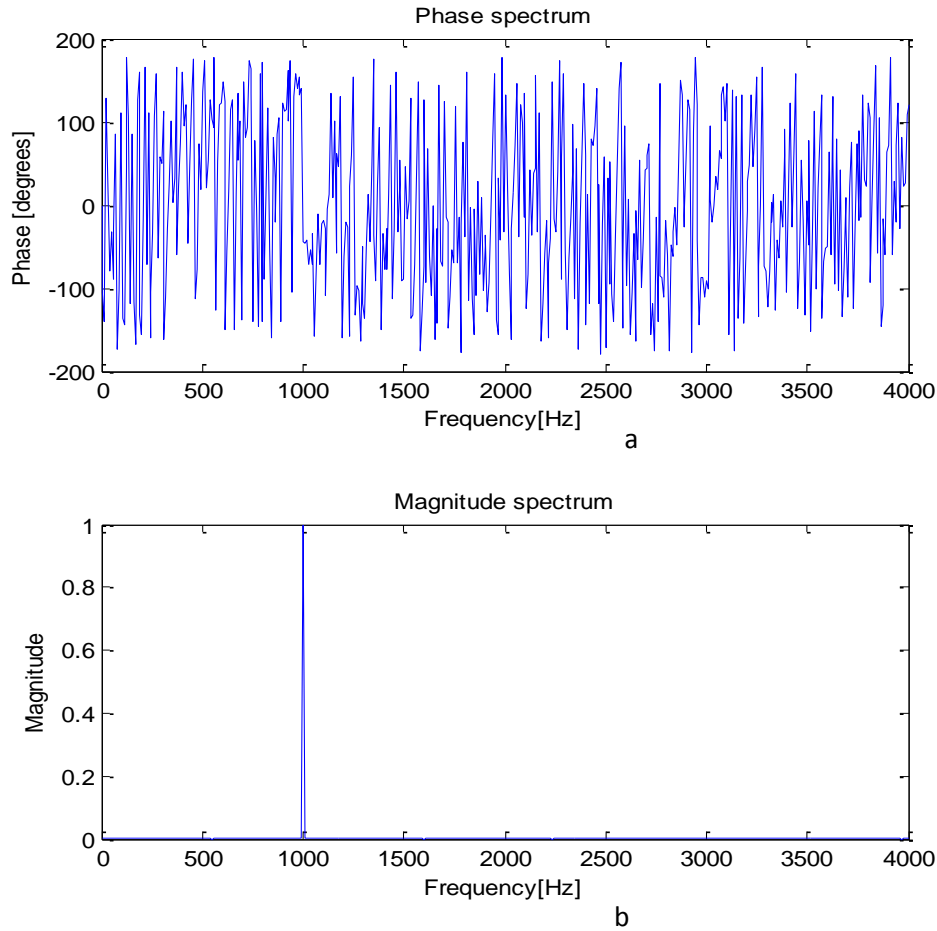 Phase spectrum
200
100
0
-100
-200
Phase [degrees]
0 500 1000 1500 2000 2500 3000 3500 4000
Frequency[Hz]
a
Magnitude spectrum
1
0.8
0.6
0.4
0.2
0
Magnitude
0 500 1000 1500 2000 2500 3000 3500 4000
Frequency[Hz]
b